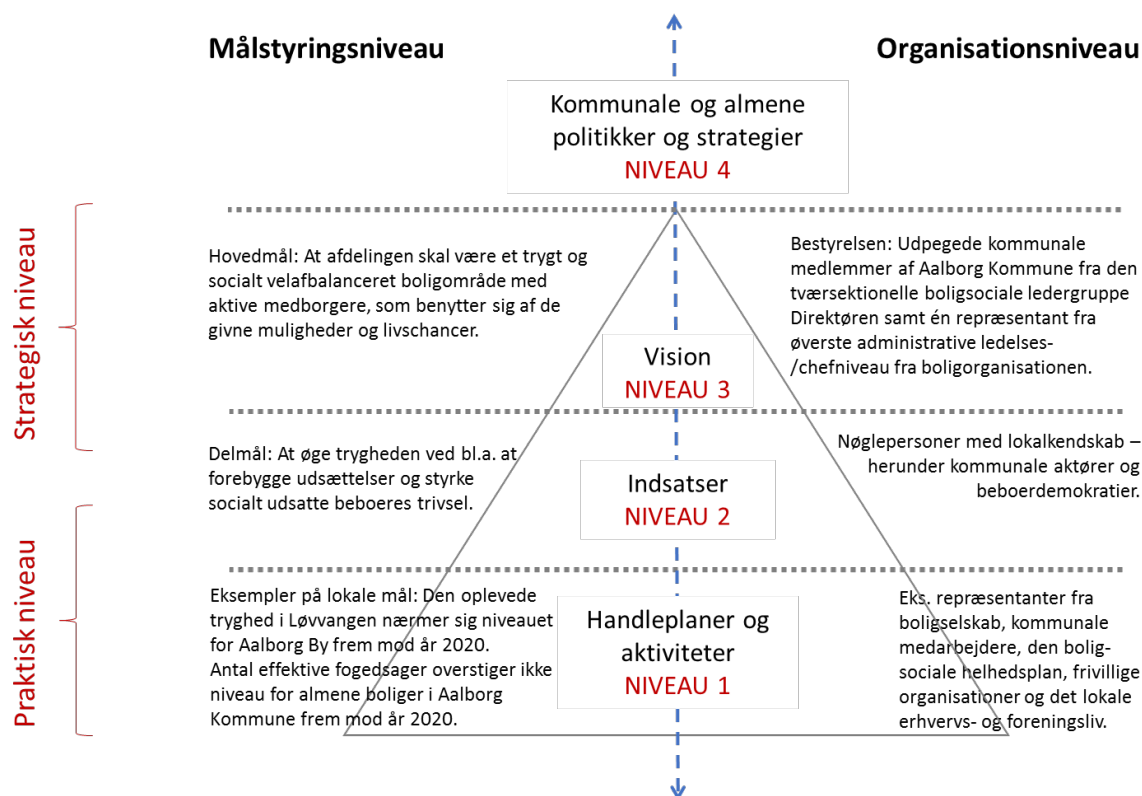 Målstyringsniveau
Organisationsniveau
Kommunale og almene
politikker og strategier
NIVEAU 4
Strategisk niveau
Hovedmål: At afdelingen skal være et trygt og
socialt velafbalanceret boligområde med
aktive medborgere, som benytter sig af de
givne muligheder og livschancer.
Vision
NIVEAU 3
Bestyrelsen: Udpegede kommunale
medlemmer af Aalborg Kommune fra den
tværsektionelle boligsociale ledergruppe
Direktøren samt én repræsentant fra
øverste administrative ledelses-
/chefniveau fra boligorganisationen.
Delmål: At øge trygheden ved bl.a. at
forebygge udsættelser og styrke
socialt udsatte beboeres trivsel.
Indsatser
NIVEAU 2
Nøglepersoner med lokalkendskab –
herunder kommunale aktører og
beboerdemokratier.
Praktisk niveau
Eksempler på lokale mål: Den oplevede
tryghed i Løvvangen nærmer sig niveauet
for Aalborg By frem mod år 2020.
Antal effektive fogedsager overstiger ikke
niveau for almene boliger i Aalborg
Kommune frem mod år 2020.
Handleplaner og
aktiviteter
NIVEAU 1
Eks. repræsentanter fra
boligselskab, kommunale
medarbejdere, den bolig-
sociale helhedsplan, frivillige
organisationer og det lokale
erhvervs- og foreningsliv.